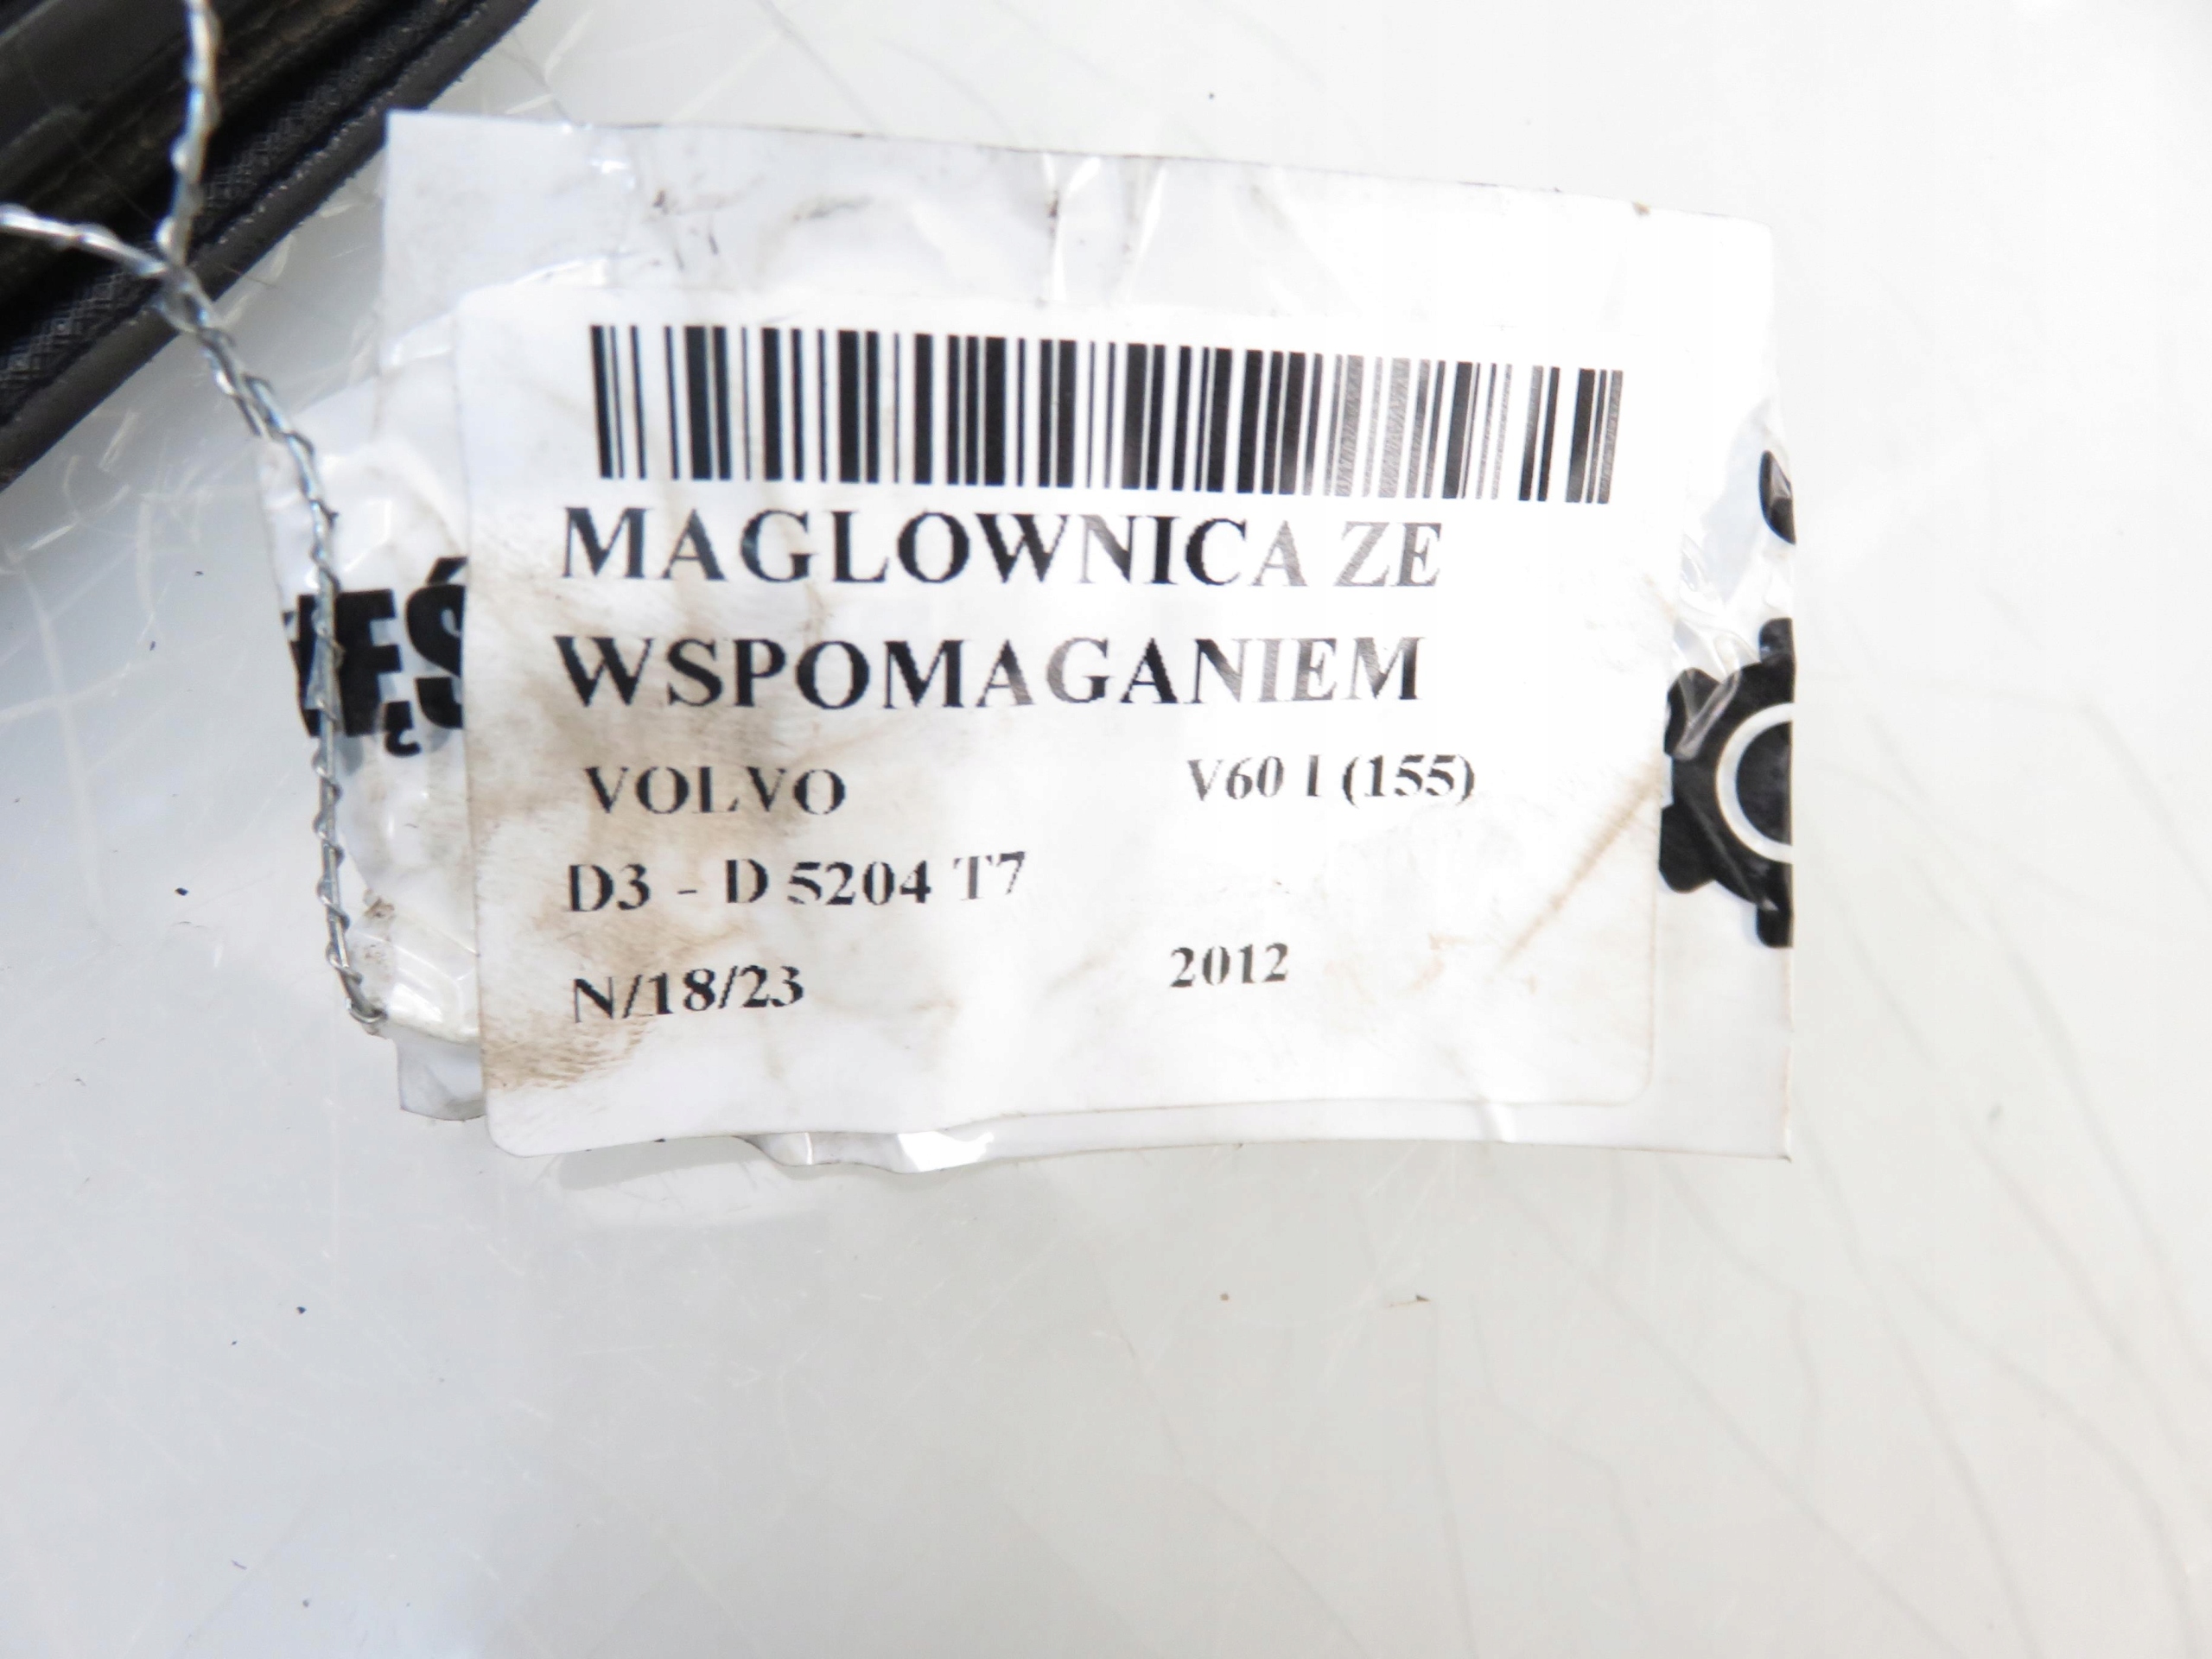 MAGLOWNICA ZE
WSPOMAGANIEM
VOLVO V60 I (155)
D3 - D 5204 T7
N/18/23 2012